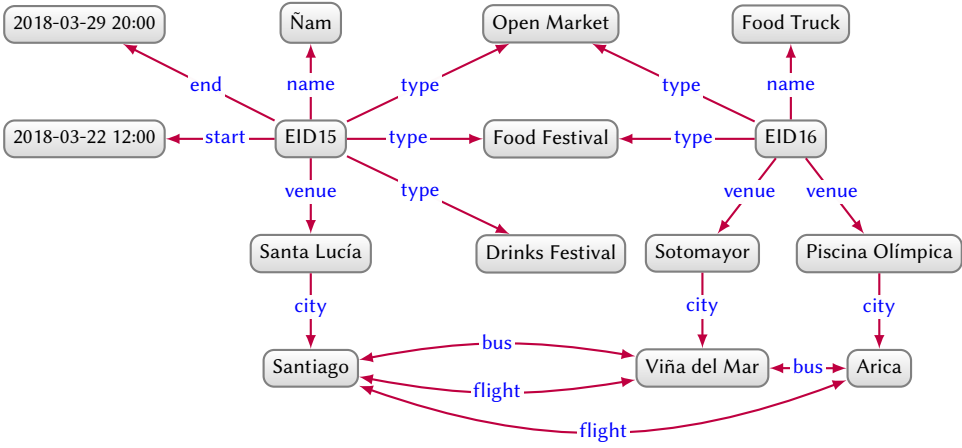 2018-03-29 20:00
Ñam
Open Market
Food Truck
end
name
type
type
name
2018-03-22 12:00
start
EID15
type
Food Festival
type
EID16
venue
type
venue
venue
Santa Lucía
Drinks Festival
Sotomayor
Piscina Olímpica
city
city
city
bus
Santiago
Viña del Mar
bus
Arica
flight
flight